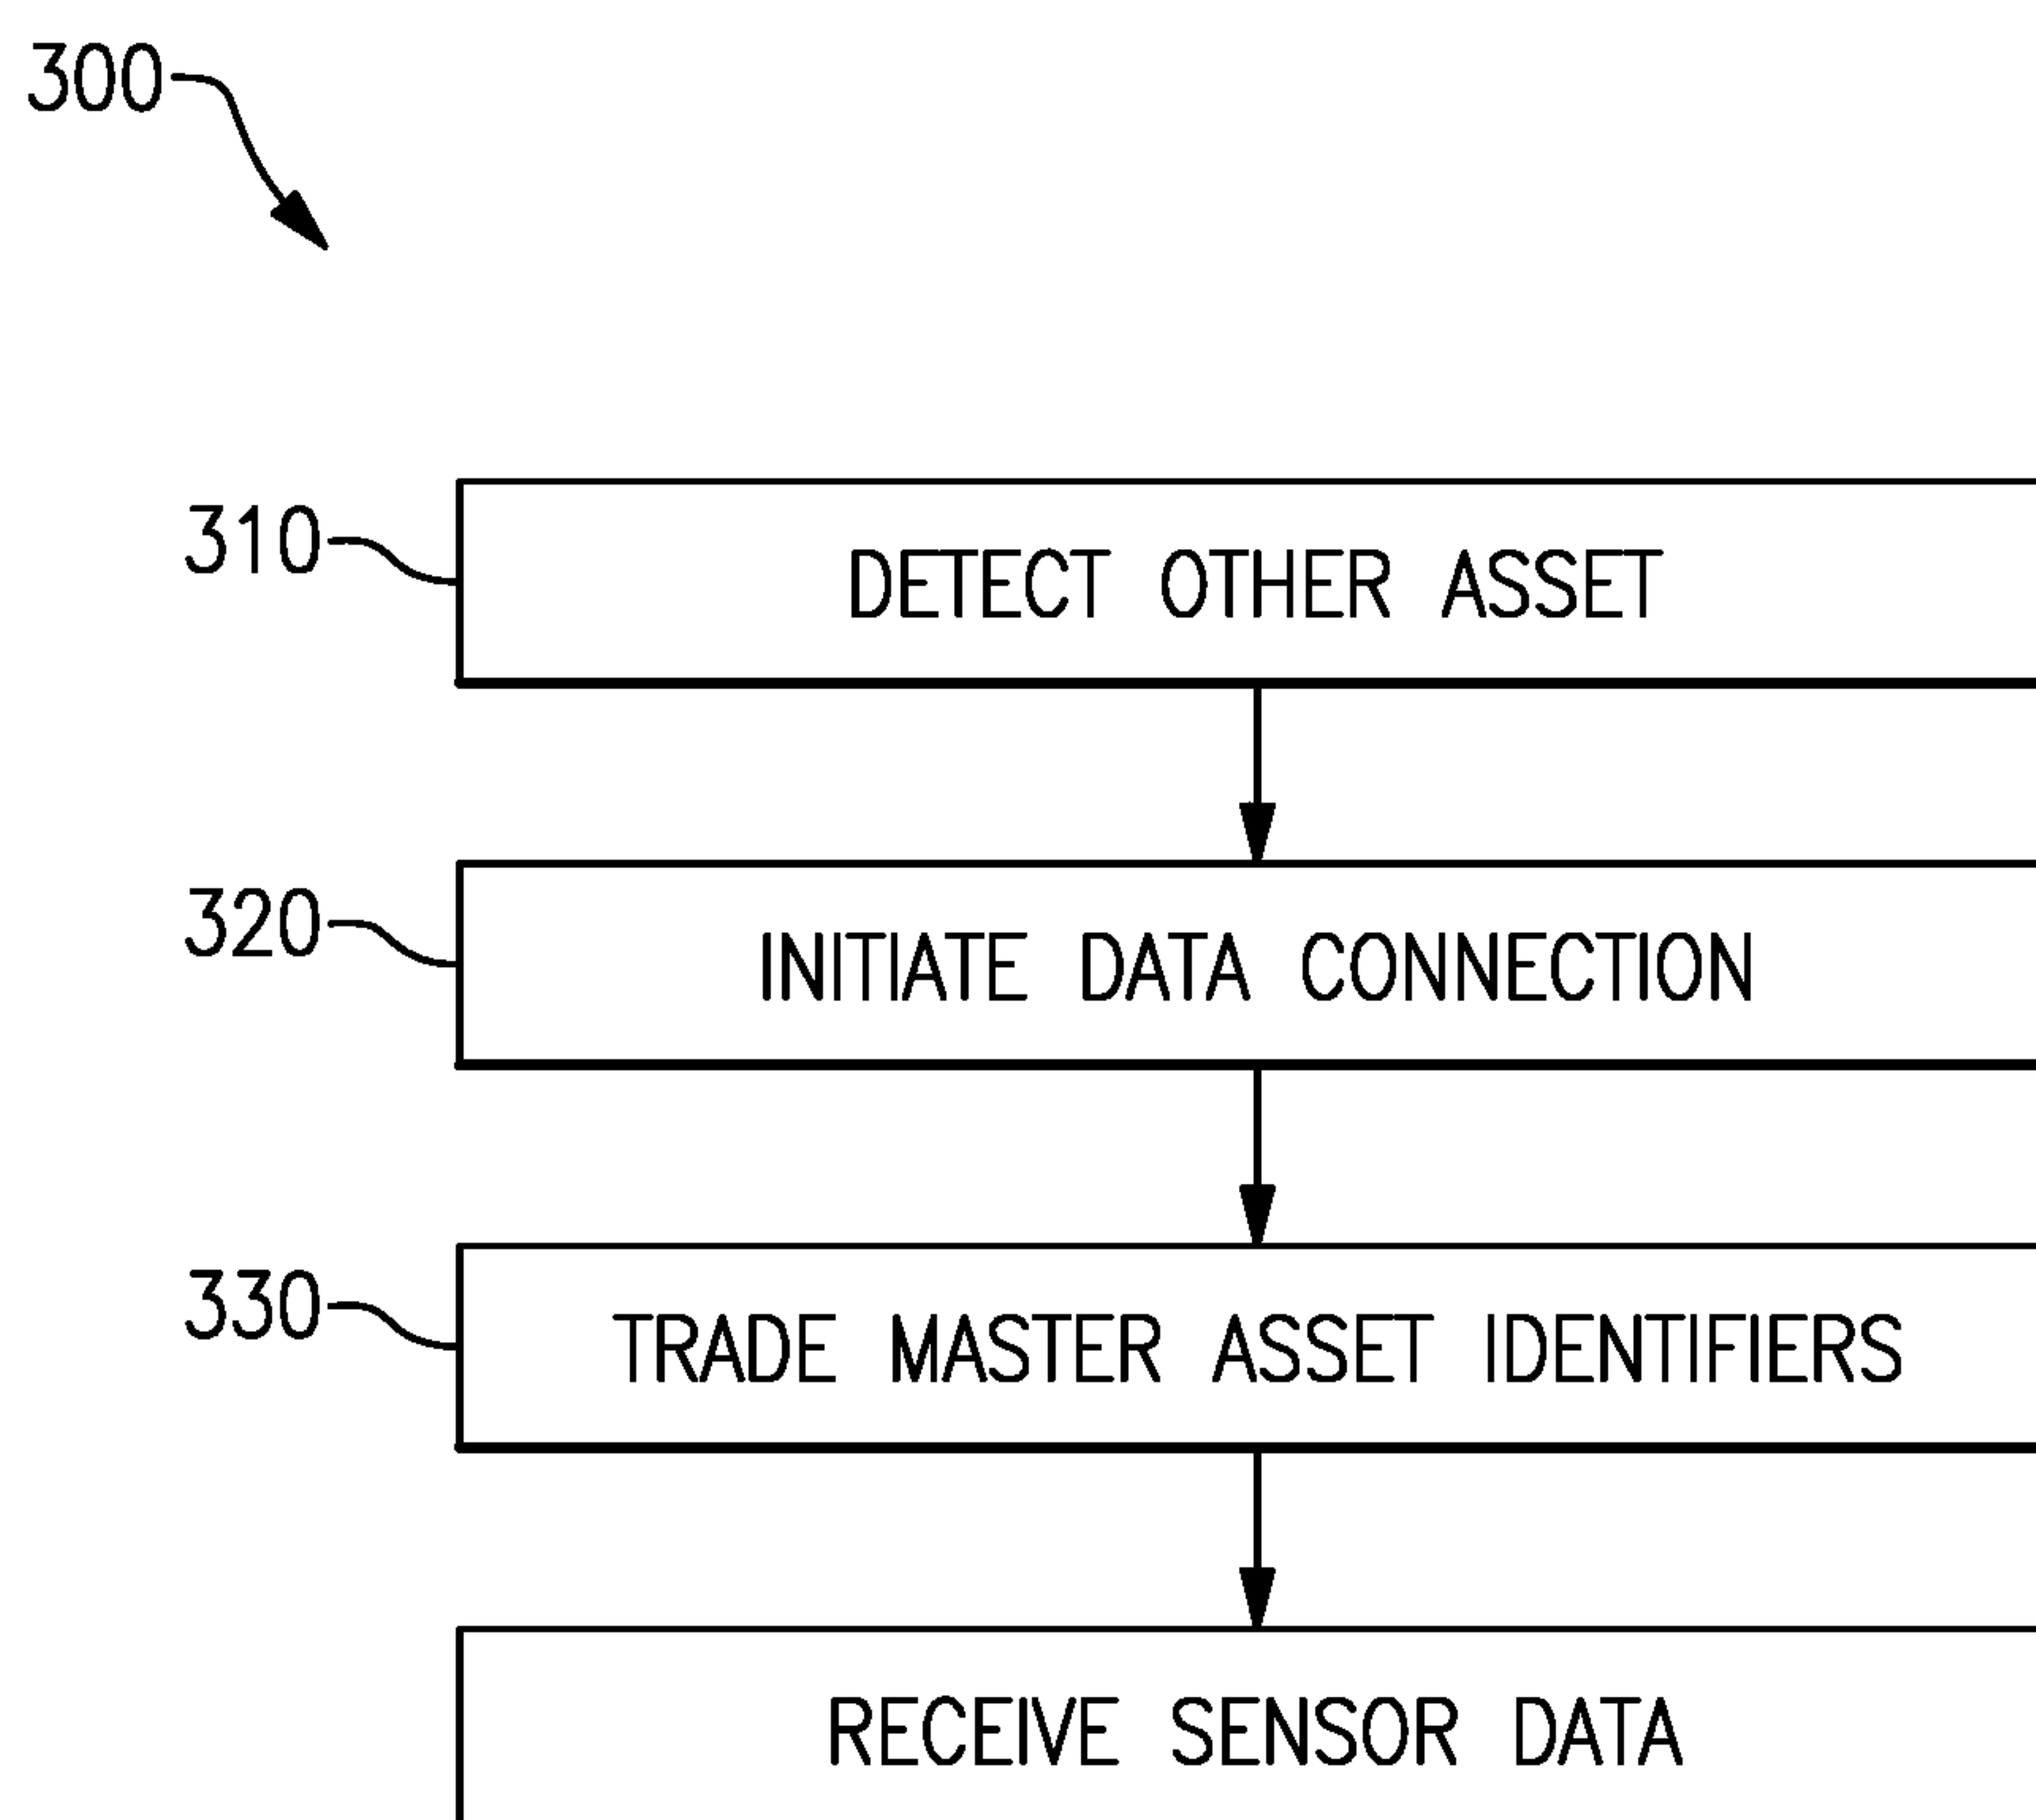 300
310
DETECT OTHER ASSET
320
INITIATE DATA CONNECTION
330
TRADE MASTER ASSET IDENTIFIERS
RECEIVE SENSOR DATA